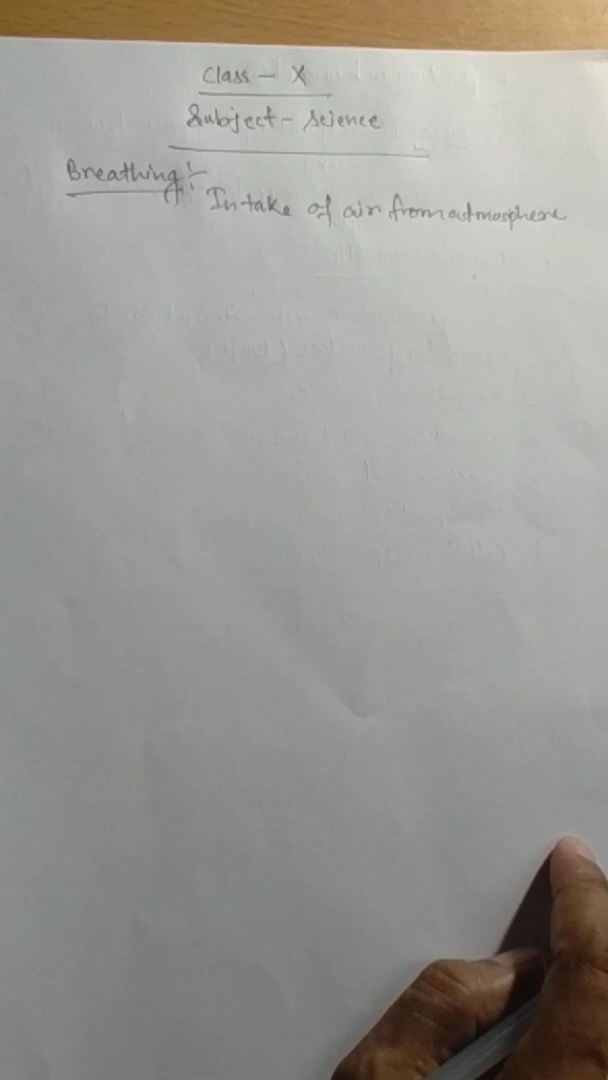 Class - X
Subject - Science
Breathing :-
Intake of air from atmosphere